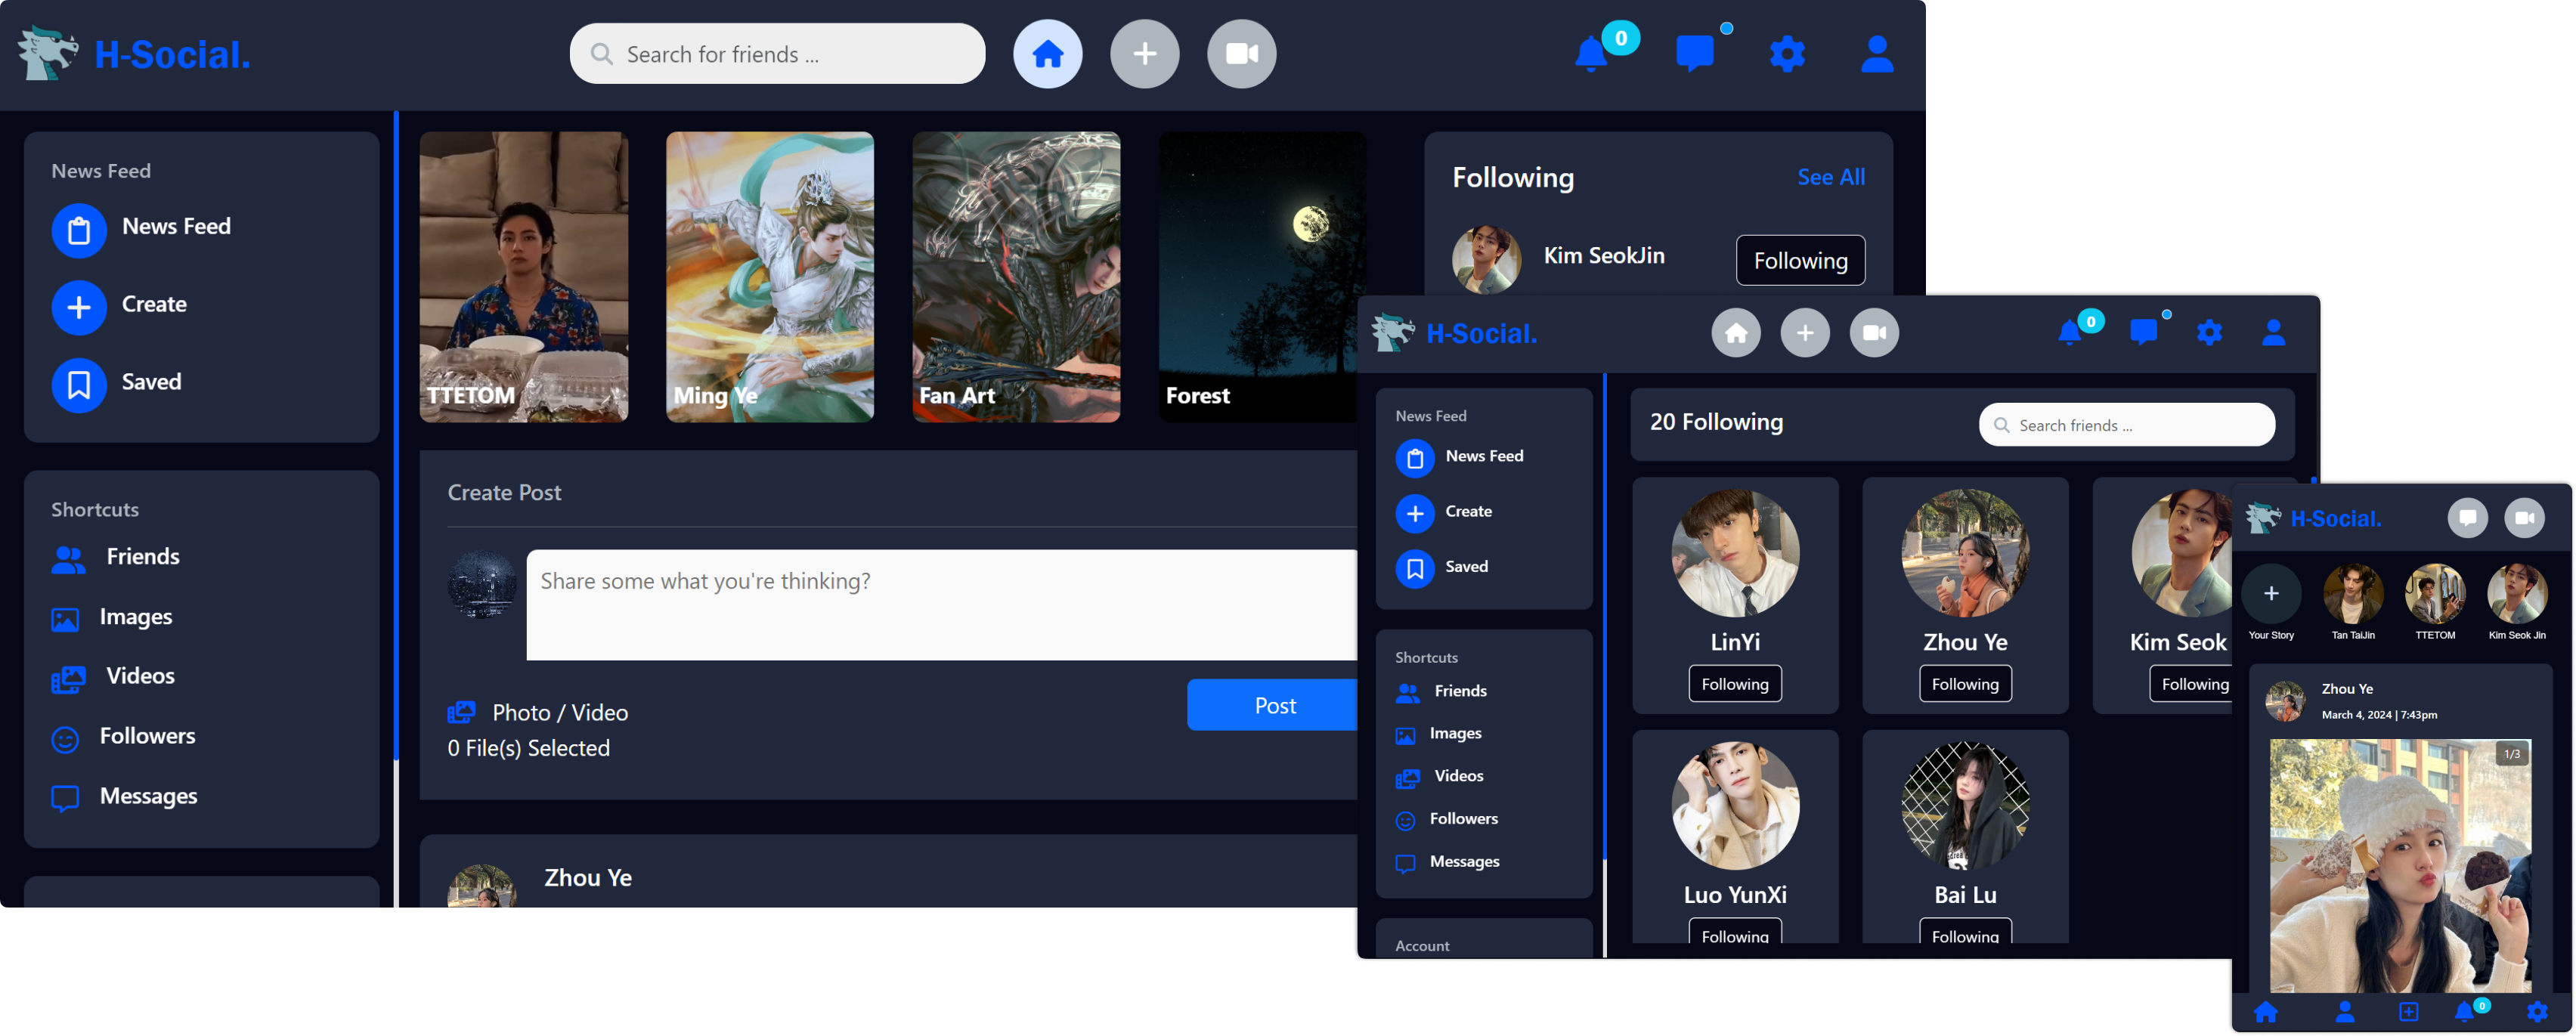 H-Social.
Search for friends ...
0
News Feed
News Feed
Create
Saved
Shortcuts
Friends
Images
Videos
Followers
Messages
TTETOM
Ming Ye
Fan Art
Forest
Following
See All
Kim SeokJin
Following
Create Post
Share some what you're thinking?
Photo / Video
Post
0 File(s) Selected
Zhou Ye
H-Social.
0
News Feed
News Feed
Create
Saved
Shortcuts
Friends
Images
Videos
Followers
Messages
Account
20 Following
Search friends ...
LinYi
Following
Zhou Ye
Following
Kim Seok
Following
Luo YunXi
Following
Bai Lu
Following
H-Social.
Your Story
Tan TaiJin
TTETOM
Kim Seok Jin
Zhou Ye
March 4, 2024 | 7:43pm
1/3
0